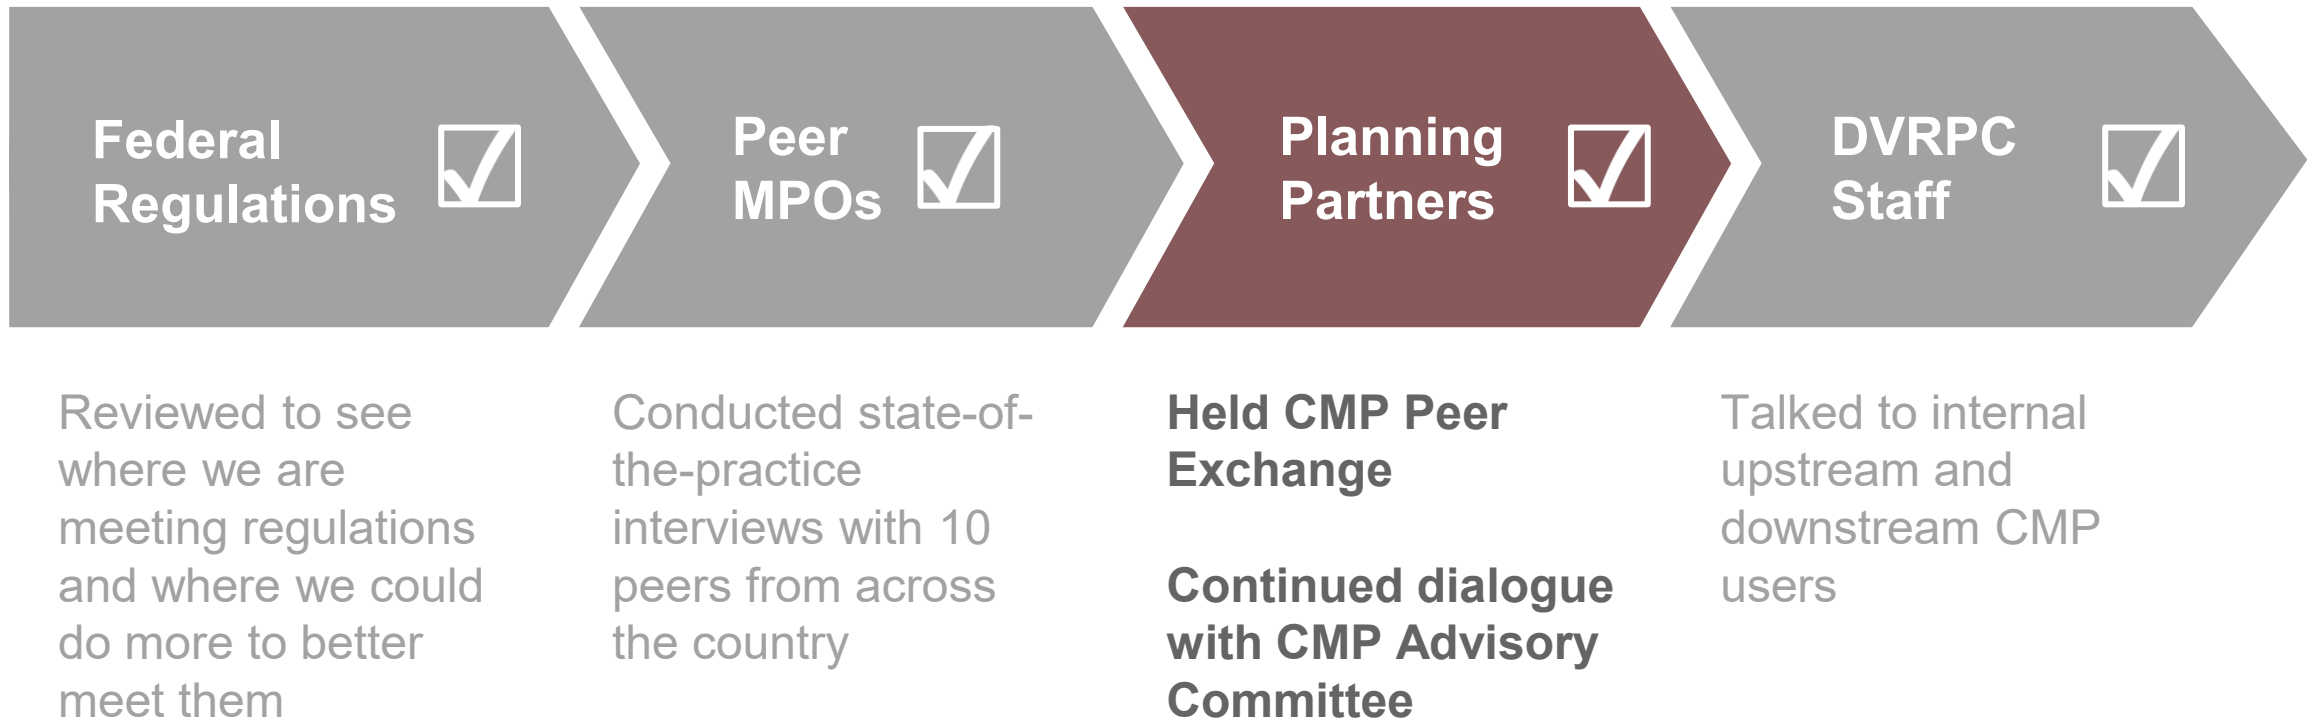 Federal
Regulations
Peer
MPOs
Planning
Partners
DVRPC
Staff
Reviewed to see
where we are
meeting regulations
and where we could
do more to better
meet them
Conducted state-of-
the-practice
interviews with 10
peers from across
the country
Held CMP Peer
Exchange
Continued dialogue
with CMP Advisory
Committee
Talked to internal
upstream and
downstream CMP
users